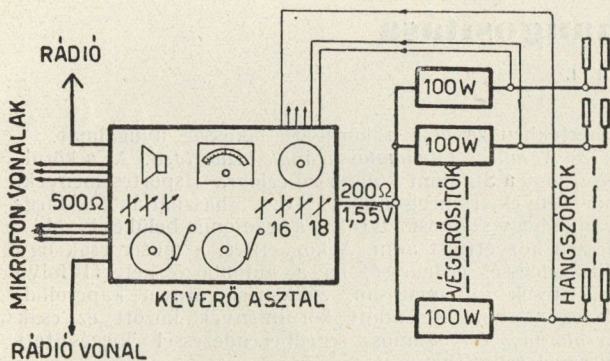 RÁDIÓ
MIKROFON VONALAK
500Ω
1
16
18
KEVERŐ ASZTAL
RÁDIÓ VONAL
200Ω
1,55V
100W
100W
100W
VÉGERŐSÍTŐK
HANGSZÓRÓK